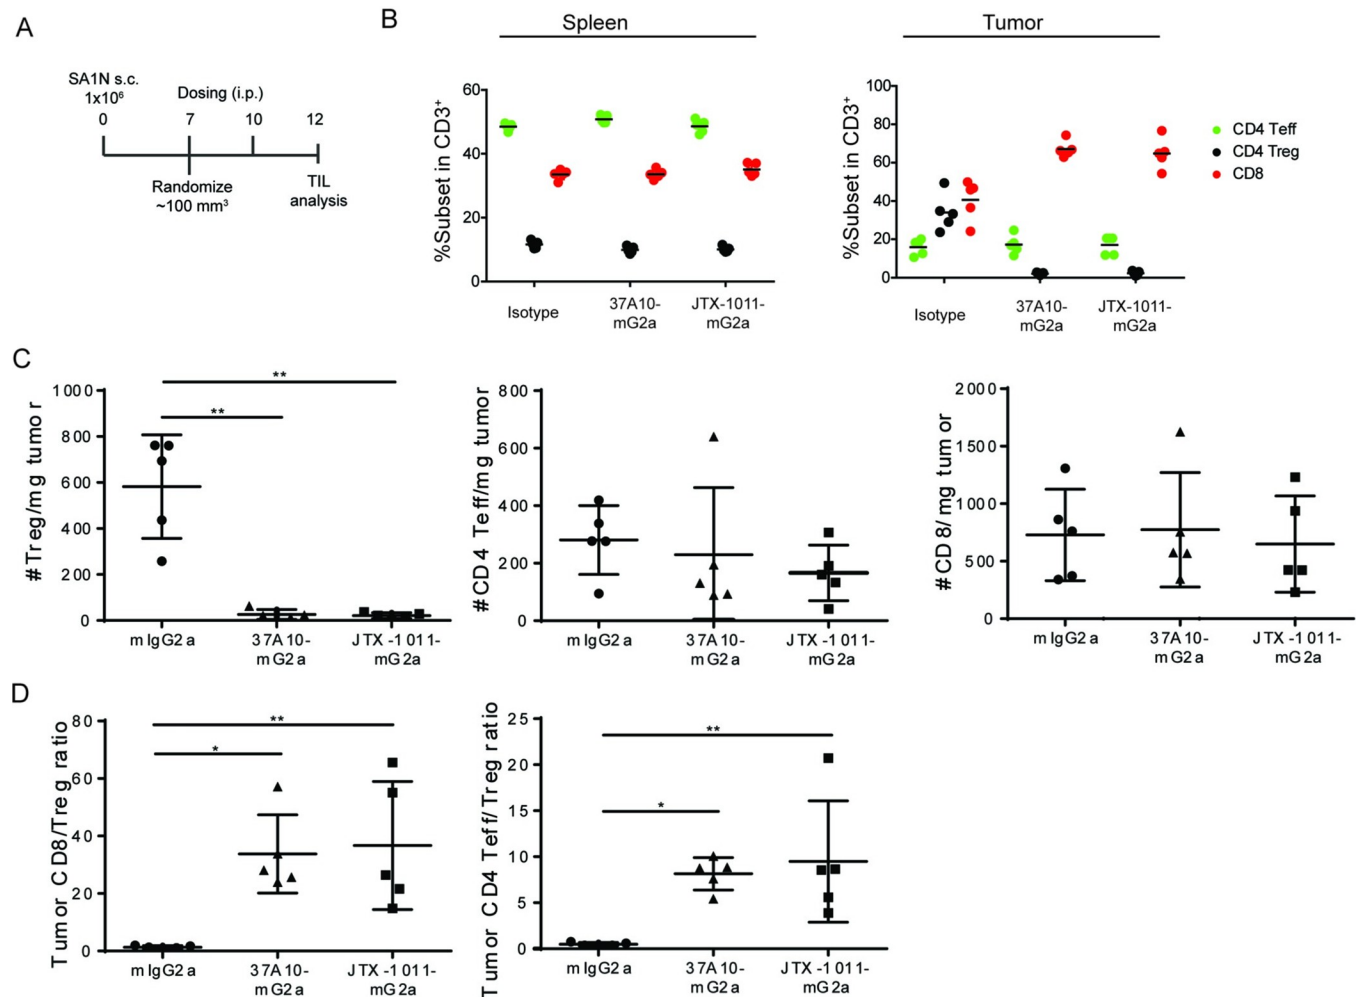 A
SA1N s.c.
1x10⁶
Dosing (i.p.)
0 7 10 12
Randomize
~100 mm³
TIL
analysis
B
Spleen
%Subset in CD3⁺
60
40
20
0
Isotype
37A10-
mG2a
JTX-1011-
mG2a
Tumor
%Subset in CD3⁺
100
80
60
40
20
0
Isotype
37A10-
mG2a
JTX-1011-
mG2a
CD4 Teff
CD4 Treg
CD8
C
#Treg/mg tumor
1000
800
600
400
200
0
**
**
mIgG2a
37A10-
mG2a
JTX-1011-
mG2a
#CD4 Teff/mg tumor
800
600
400
200
0
mIgG2a
37A10-
mG2a
JTX-1011-
mG2a
#CD8/mg tumor
2000
1500
1000
500
0
mIgG2a
37A10-
mG2a
JTX-1011-
mG2a
D
Tumor CD8/Treg ratio
80
60
40
20
0
**
*
mIgG2a
37A10-
mG2a
JTX-1011-
mG2a
Tumor CD4 Teff/Treg ratio
25
20
15
10
5
0
**
*
mIgG2a
37A10-
mG2a
JTX-1011-
mG2a